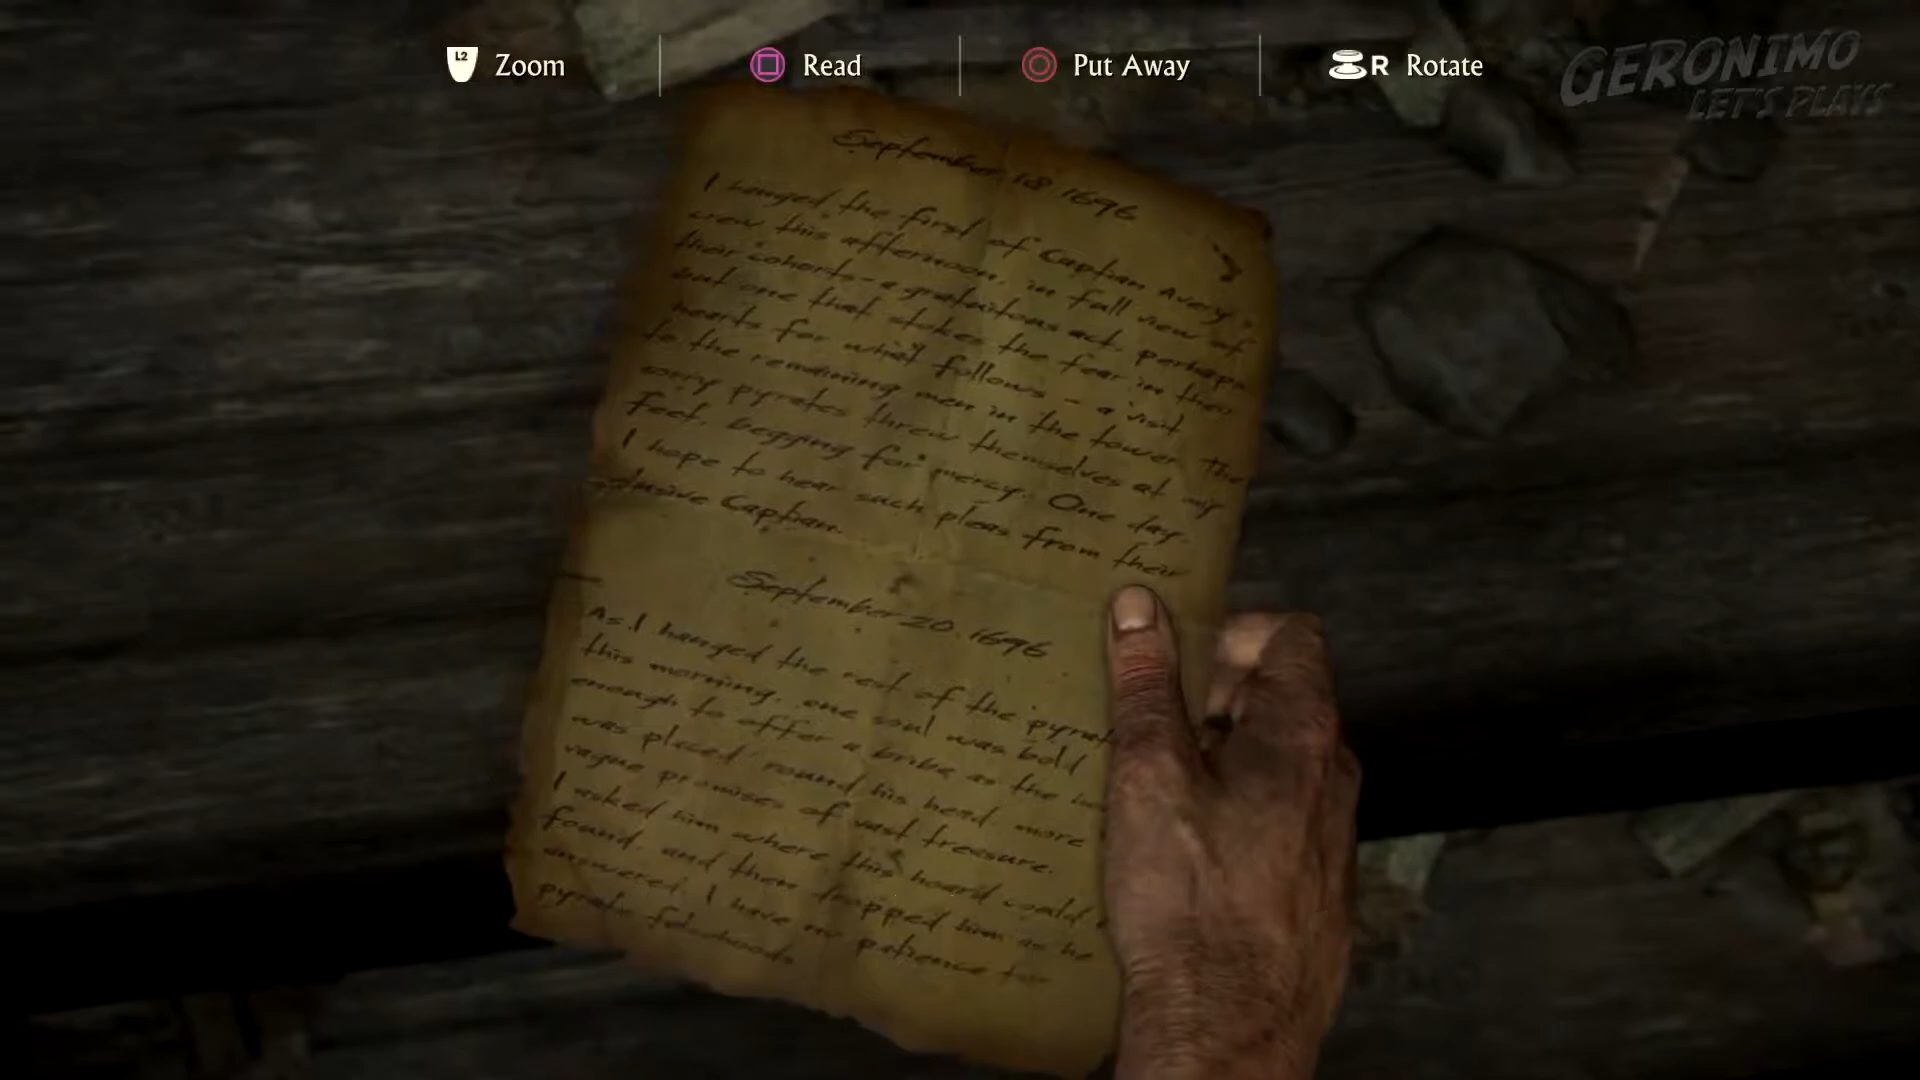 L2 Zoom
Read
Put Away
R Rotate
GERONIMO
LET'S PLAYS
September 18 1696
I hanged the first of Captian Avery's
crew this afternoon, in full view of
their cohorts - a gratuitous act, perhaps
but one that stokes the fear in their
hearts for what follows - a visit
to the remaining men in the tower. The
sorry pyrates threw themselves at my
feet, begging for mercy. One day.
I hope to hear such pleas from their
elusive Captian.
September 20, 1696
As I hanged the rest of the pyrat
this morning, one soul was bold
enough to offer a bribe as the
was placed 'round his head. more
vague promises of vast treasure.
I asked him where this hoard could
found, and then dropped him as he
answered. I have no patience for
pyrate falsehoods